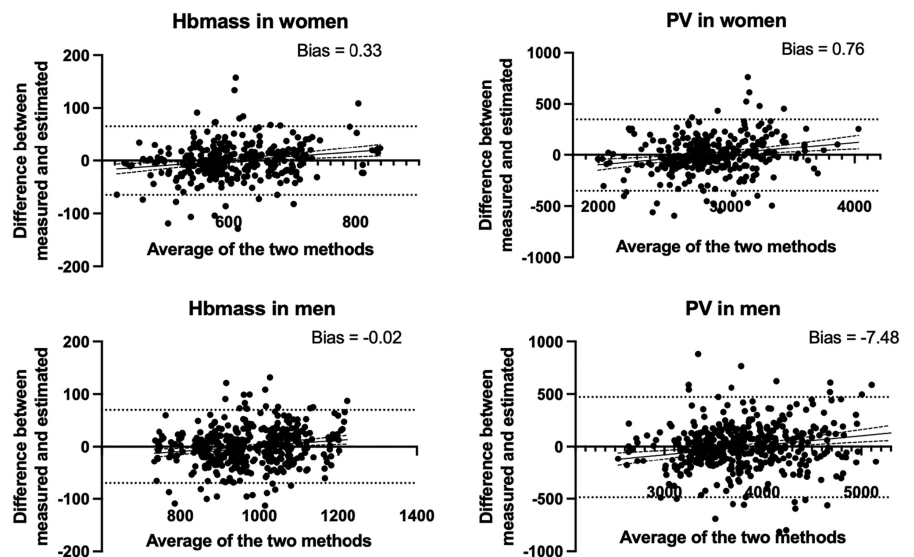 Hbmass in women
Bias = 0.33
Difference between
measured and estimated
200
100
0
-100
-200
600
800
Average of the two methods
PV in women
Bias = 0.76
Difference between
measured and estimated
1000
500
0
-500
-1000
2000
3000
4000
Average of the two methods
Hbmass in men
Bias = -0.02
Difference between
measured and estimated
200
100
0
-100
-200
800
1000
1200
1400
Average of the two methods
PV in men
Bias = -7.48
Difference between
measured and estimated
1000
500
0
-500
-1000
3000
4000
5000
Average of the two methods